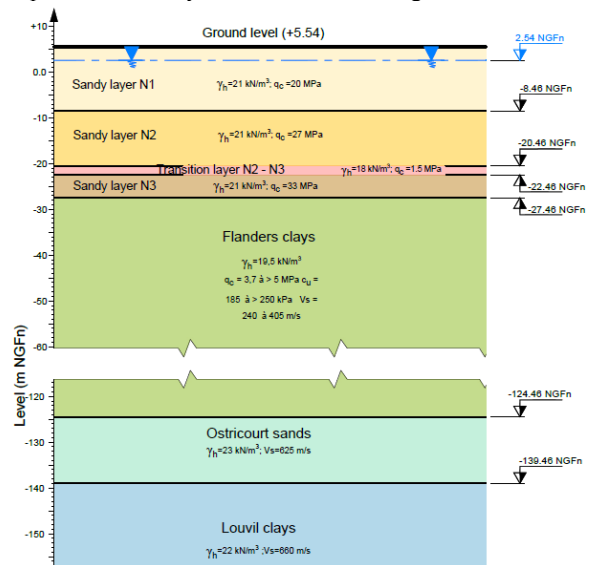 +10
Ground level (+5.54)
2.54 NGFn
0.0
Sandy layer N1
γh=21 kN/m³; qc =20 MPa
-8.46 NGFn
-10
Sandy layer N2
γh=21 kN/m³; qc =27 MPa
-20
-20.46 NGFn
Transition layer N2 - N3
γh=18 kN/m³; qc =1.5 MPa
Sandy layer N3
γh=21 kN/m³; qc =33 MPa
-22.46 NGFn
-27.46 NGFn
-30
Flanders clays
γh=19,5 kN/m³
qc = 3,7 à > 5 MPa cu =
185 à > 250 kPa Vs =
240 à 405 m/s
-40
-50
-60
Level (m NGFn)
-120
-124.46 NGFn
Ostricourt sands
γh=23 kN/m³; Vs=625 m/s
-130
-139.46 NGFn
-140
Louvil clays
γh=22 kN/m³ ;Vs=660 m/s
-150